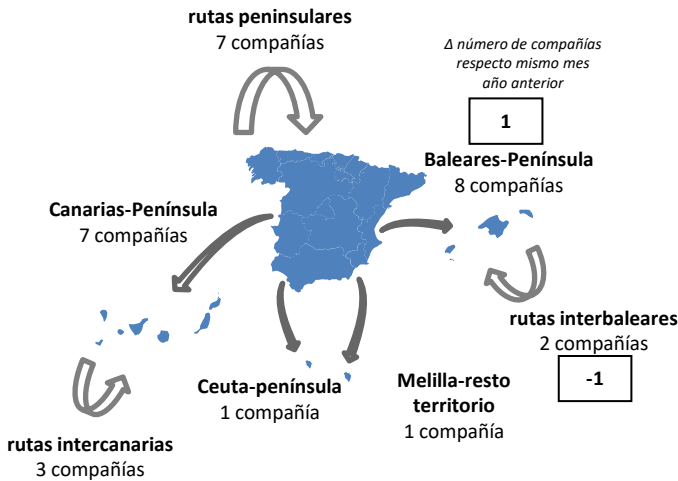 rutas peninsulares
7 compañías
Δ número de compañías
respecto mismo mes
año anterior
1
Baleares-Península
8 compañías
Canarias-Península
7 compañías
rutas interbaleares
2 compañías
-1
Ceuta-península
1 compañía
Melilla-resto
territorio
1 compañía
rutas intercanarias
3 compañías